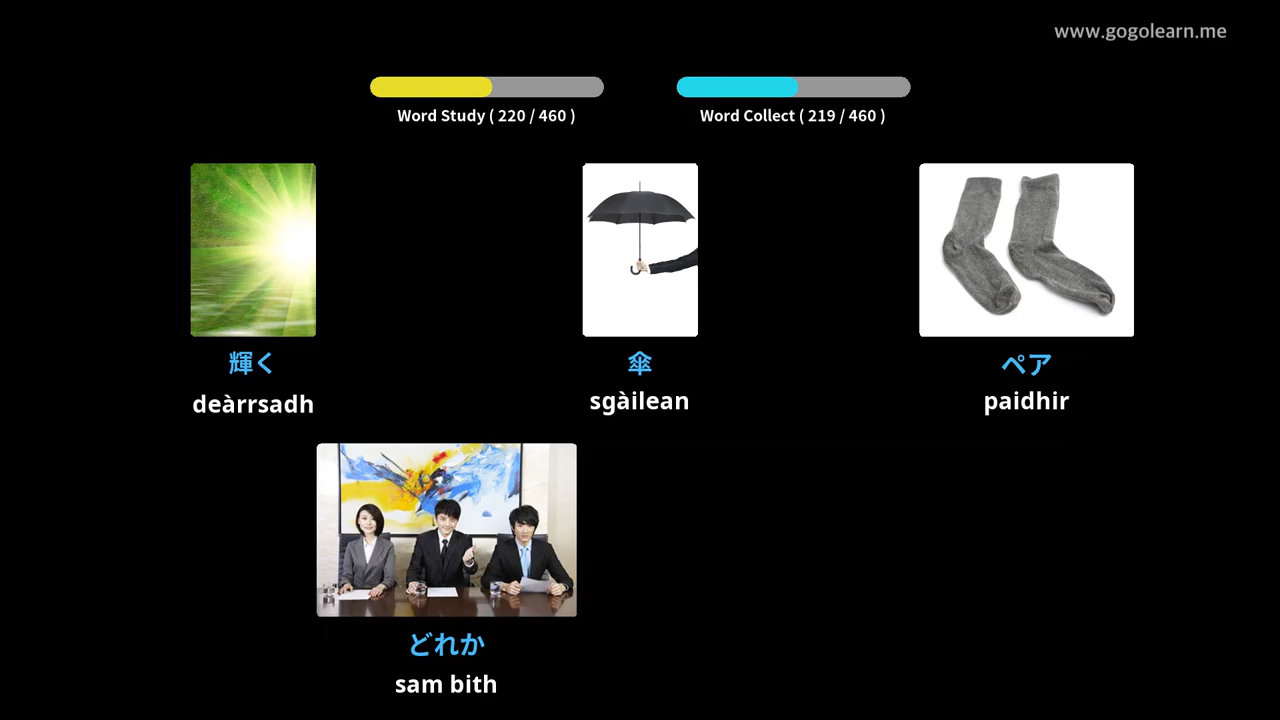 www.gogolearn.me
Word Study ( 220 / 460 )
Word Collect ( 219 / 460 )
輝く
deàrrsadh
傘
sgàilean
ペア
paidhir
どれか
sam bith